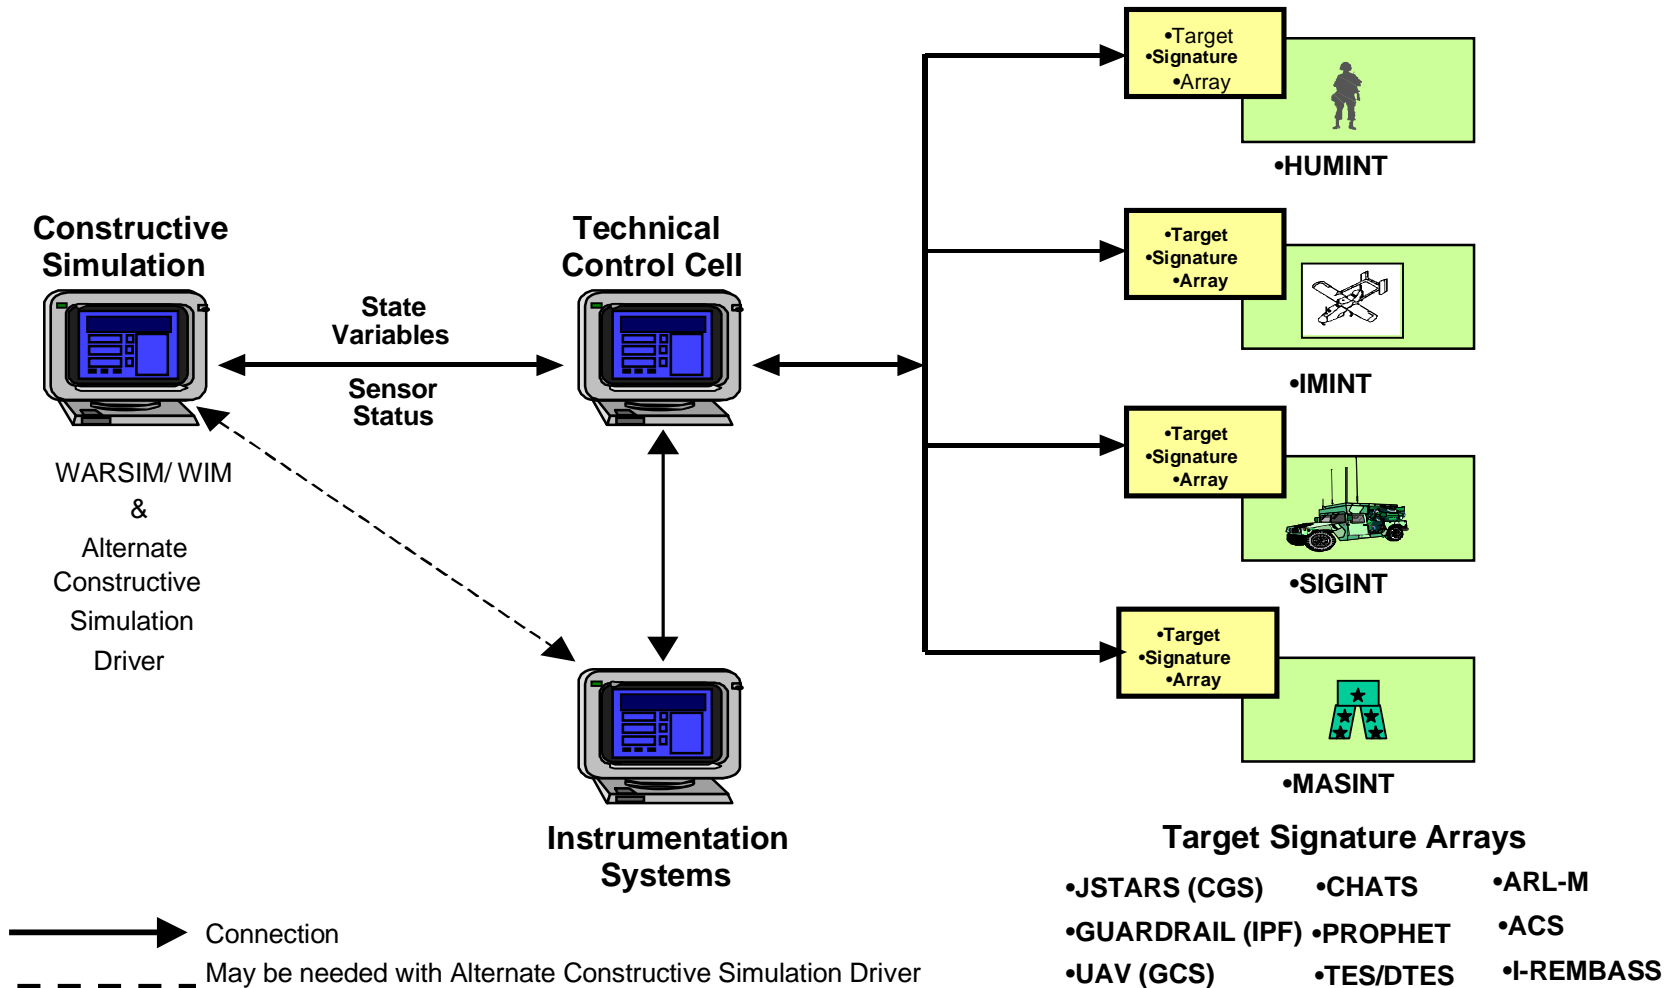 Constructive
Simulation
State
Variables
Sensor
Status
Technical
Control Cell
WARSIM/ WIM
&
Alternate
Constructive
Simulation
Driver
Instrumentation
Systems
•Target
•Signature
•Array
•HUMINT
•Target
•Signature
•Array
•IMINT
•Target
•Signature
•Array
•SIGINT
•Target
•Signature
•Array
•MASINT
Target Signature Arrays
•JSTARS (CGS)
•CHATS
•ARL-M
•GUARDRAIL (IPF)
•PROPHET
•ACS
•UAV (GCS)
•TES/DTES
•I-REMBASS
Connection
May be needed with Alternate Constructive Simulation Driver